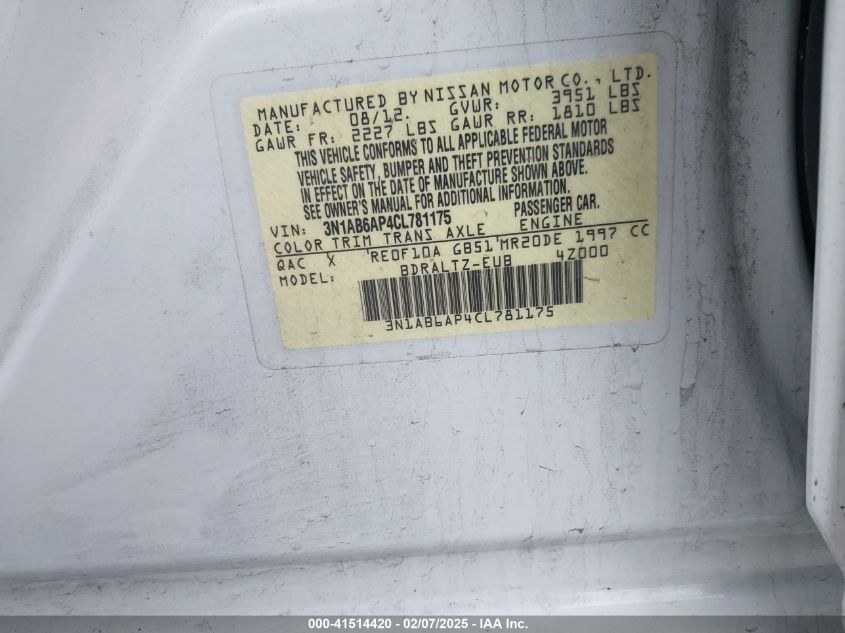 MANUFACTURED BY NISSAN MOTOR CO., LTD.
DATE: 08/12. GVWR: 3951 LBS
GAWR FR: 2227 LBS GAWR RR: 1810 LBS
THIS VEHICLE CONFORMS TO ALL APPLICABLE FEDERAL MOTOR
VEHICLE SAFETY, BUMPER AND THEFT PREVENTION STANDARDS
IN EFFECT ON THE DATE OF MANUFACTURE SHOWN ABOVE.
SEE OWNER'S MANUAL FOR ADDITIONAL INFORMATION.
VIN: 3N1AB6AP4CL781175 PASSENGER CAR.
COLOR TRIM TRANS AXLE ENGINE
QAC X RE0F10A GB51 MR20DE 1997 CC
MODEL: BDRALTZ-EUB 4Z000
3N1AB6AP4CL781175
000-41514420 - 02/07/2025 - IAA Inc.